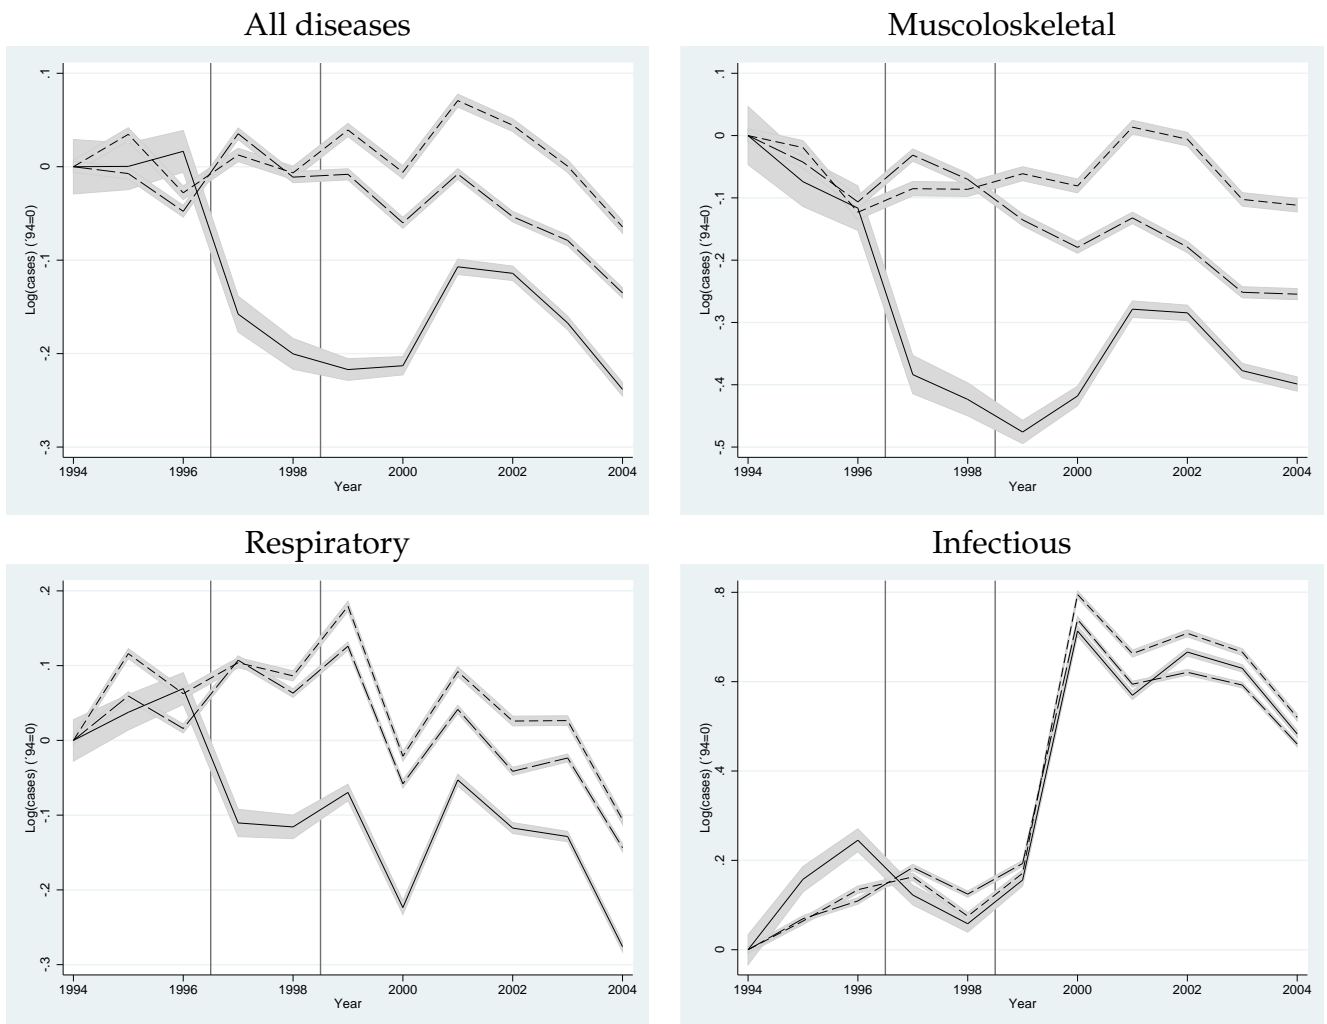 All diseases
.1
0
-.1
-.2
-.3
Log(cases) (´94=0)
1994 1996 1998 2000 2002 2004
Year
Muscoloskeletal
.1
0
-.1
-.2
-.3
-.4
-.5
Log(cases) (´94=0)
1994 1996 1998 2000 2002 2004
Year
Respiratory
.2
.1
0
-.1
-.2
-.3
Log(cases) (´94=0)
1994 1996 1998 2000 2002 2004
Year
Infectious
.8
.6
.4
.2
0
Log(cases) (´94=0)
1994 1996 1998 2000 2002 2004
Year